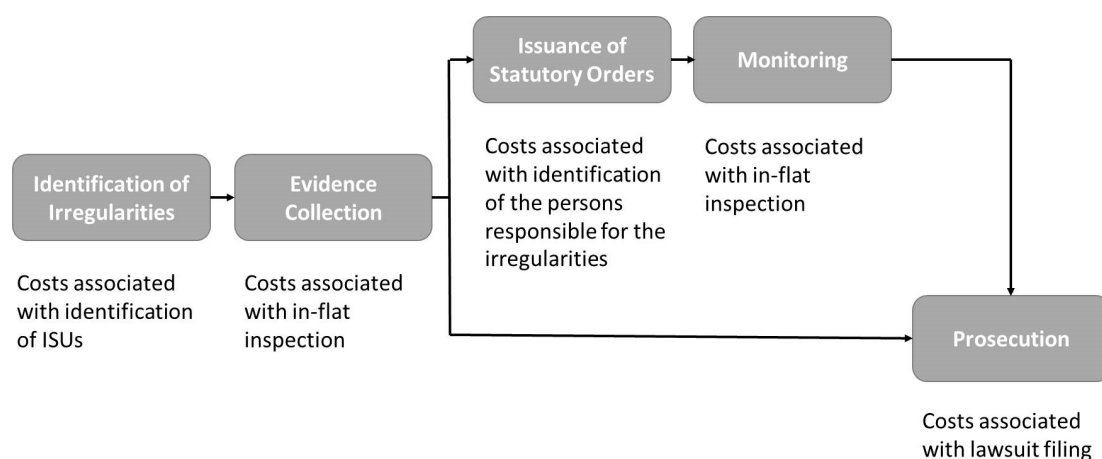 Issuance of
Statutory Orders
Monitoring
Costs associated
with identification
of the persons
responsible for the
irregularities
Costs associated
with in-flat
inspection
Identification of
Irregularities
Evidence
Collection
Costs associated
with identification
of ISUs
Costs associated
with in-flat
inspection
Prosecution
Costs associated
with lawsuit filing